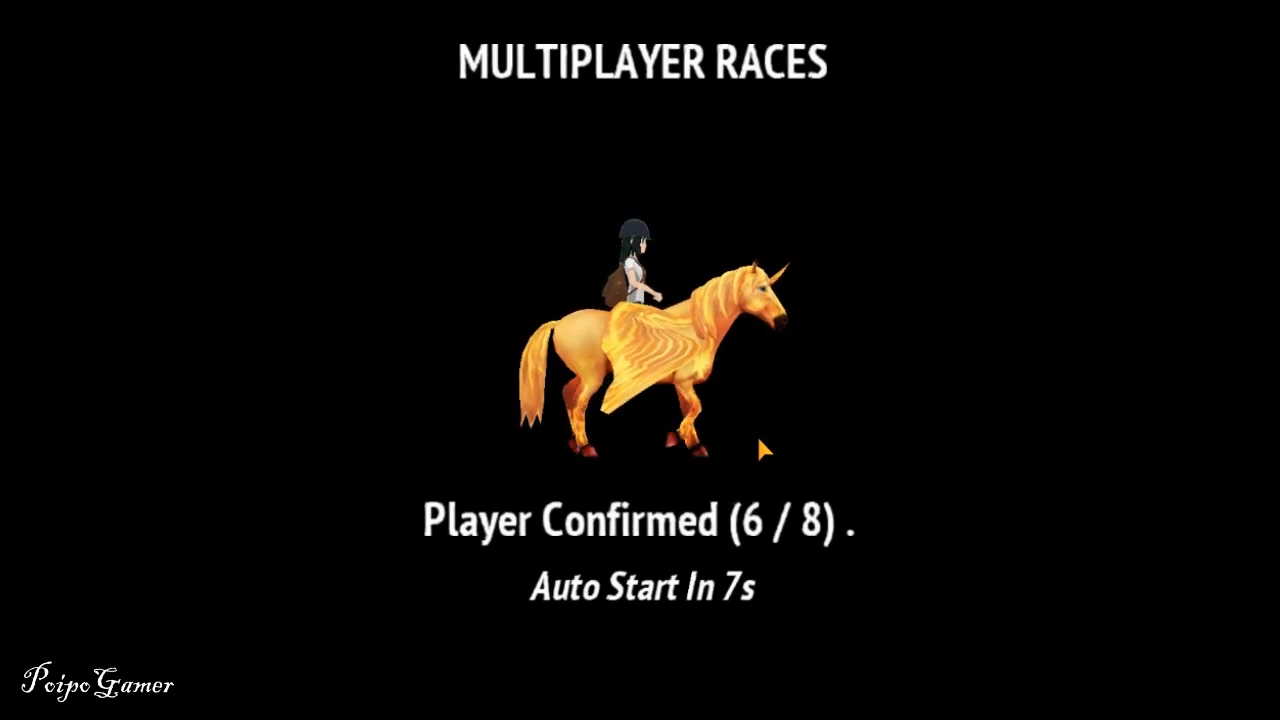 MULTIPLAYER RACES
Player Confirmed (6 / 8) .
Auto Start In 7s
PoipoGamer